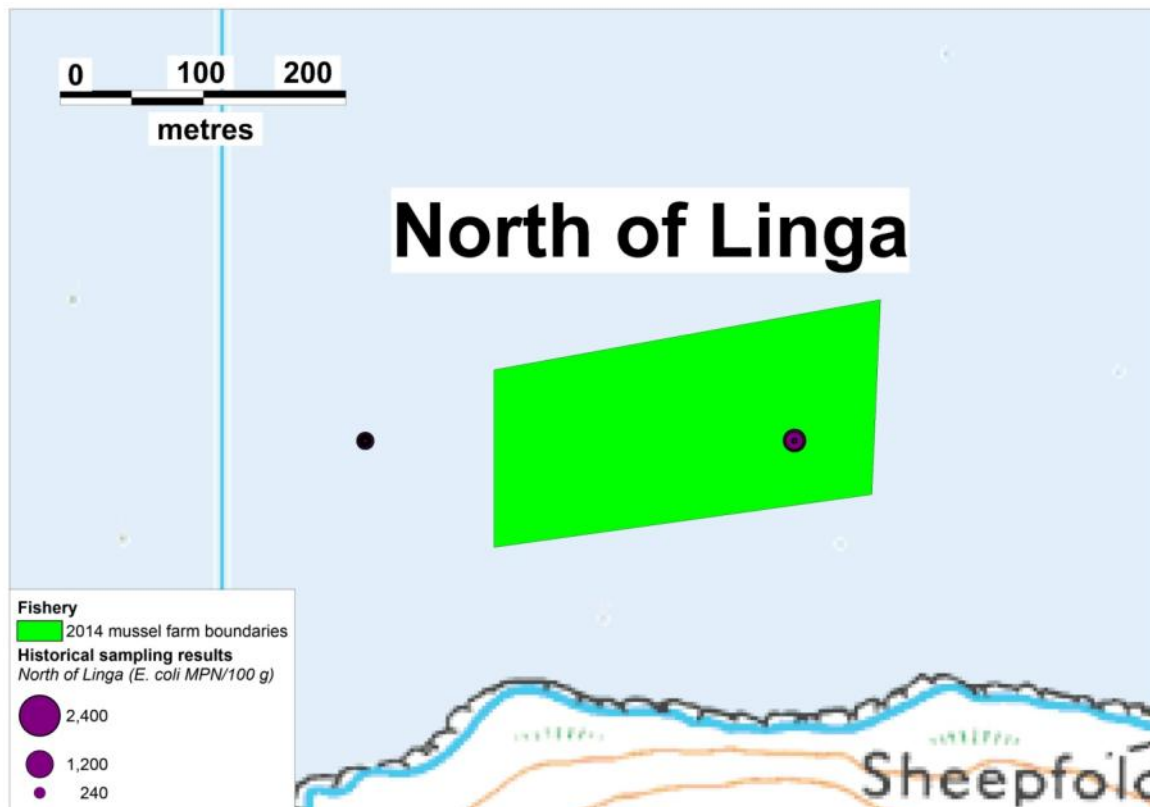 0 100 200
metres
North of Linga
Fishery
2014 mussel farm boundaries
Historical sampling results
North of Linga (E. coli MPN/100 g)
2,400
1,200
240
Sheepfold